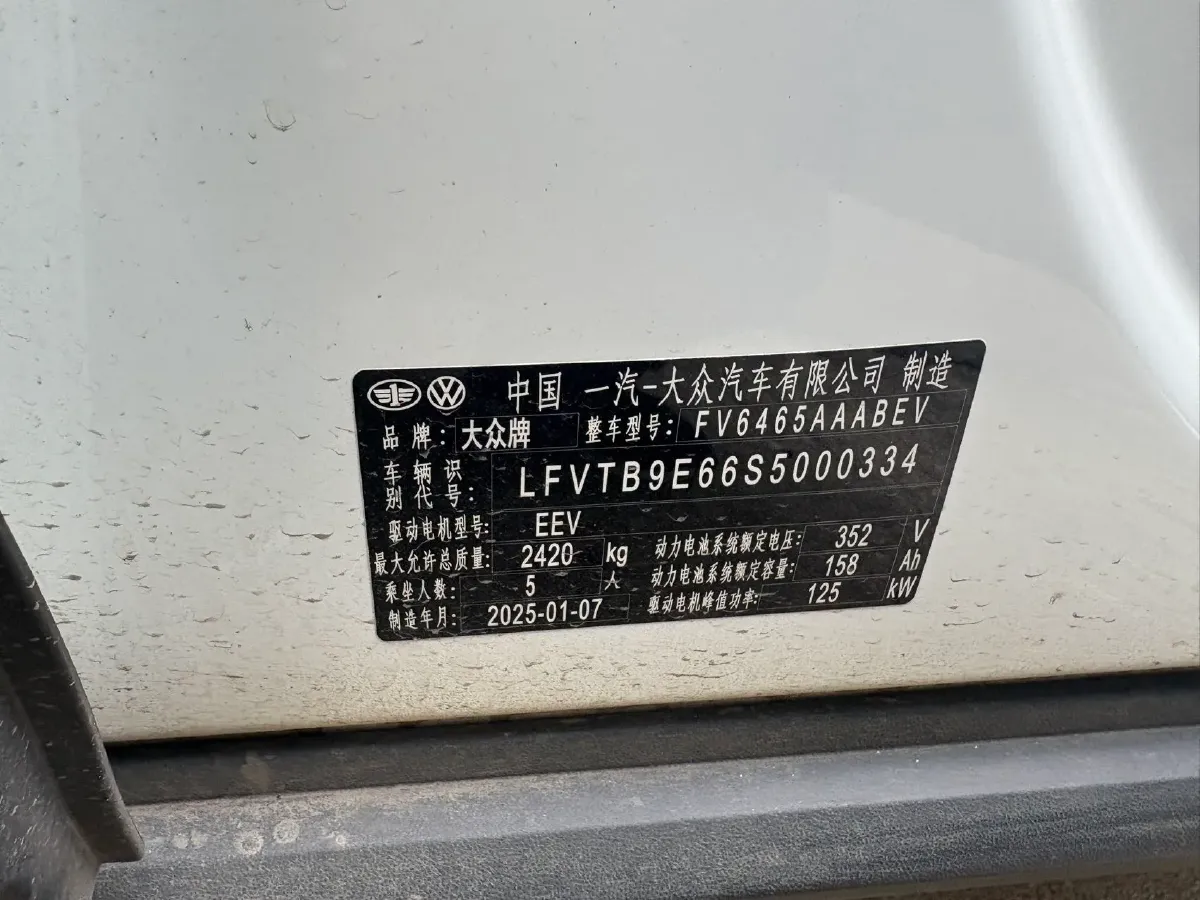 中国 一汽-大众汽车有限公司 制造
品牌: 大众牌 整车型号: FV6465AAABEV
车辆识别代号: LFVTB9E66S5000334
驱动电机型号: EEV
最大允许总质量: 2420 kg 动力电池系统额定电压: 352 V
乘坐人数: 5 人 动力电池系统额定容量: 158 Ah
制造年月: 2025-01-07 驱动电机峰值功率: 125 kW